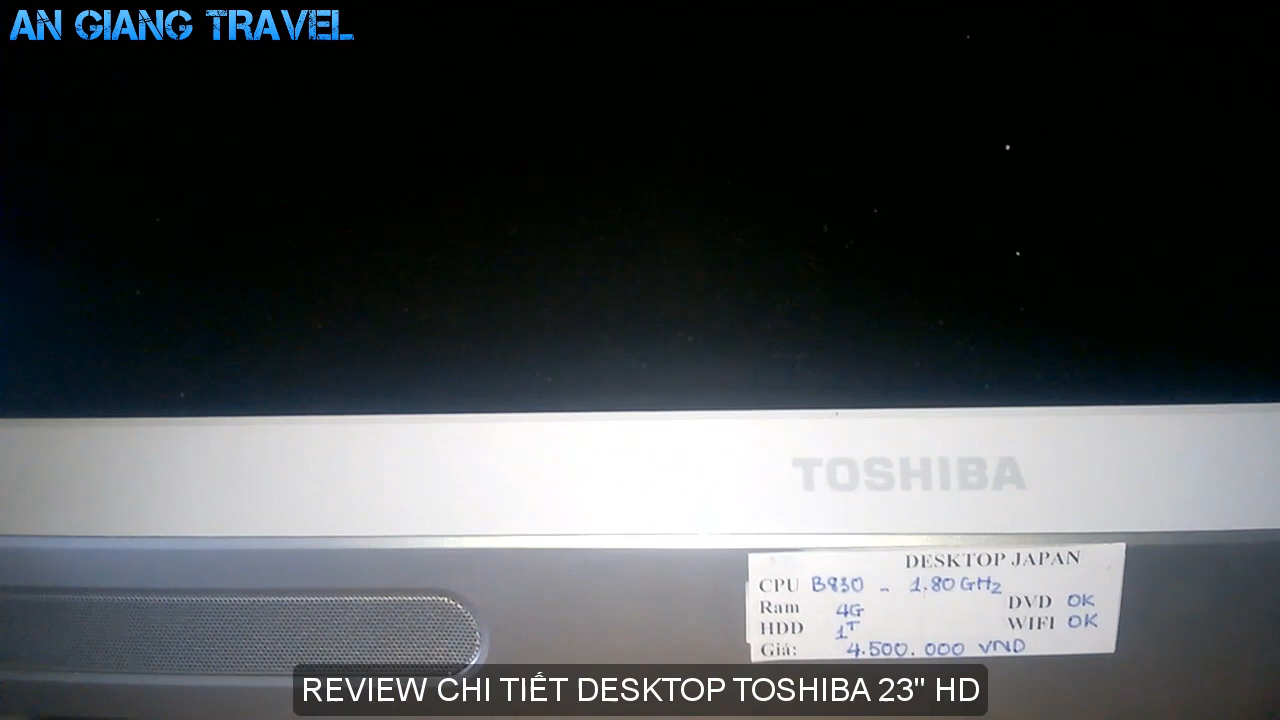 AN GIANG TRAVEL
TOSHIBA
DESKTOP JAPAN
CPU B830 - 1.80 GHz
Ram 4G DVD OK
HDD 1T WIFI OK
Giá: 4.500.000 VND
REVIEW CHI TIẾT DESKTOP TOSHIBA 23" HD